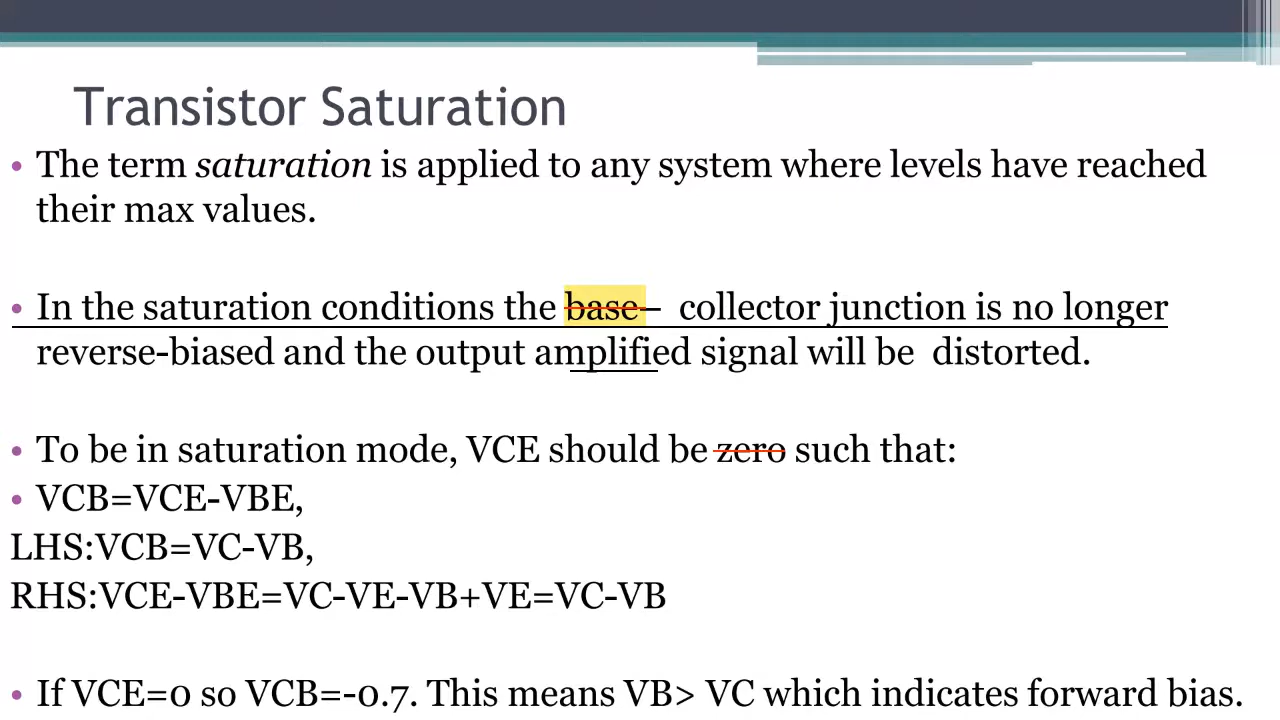 Transistor Saturation
• The term saturation is applied to any system where levels have reached
their max values.
• In the saturation conditions the base – collector junction is no longer
reverse-biased and the output amplified signal will be distorted.
• To be in saturation mode, VCE should be zero such that:
• VCB=VCE-VBE,
LHS:VCB=VC-VB,
RHS:VCE-VBE=VC-VE-VB+VE=VC-VB
• If VCE=0 so VCB=-0.7. This means VB> VC which indicates forward bias.